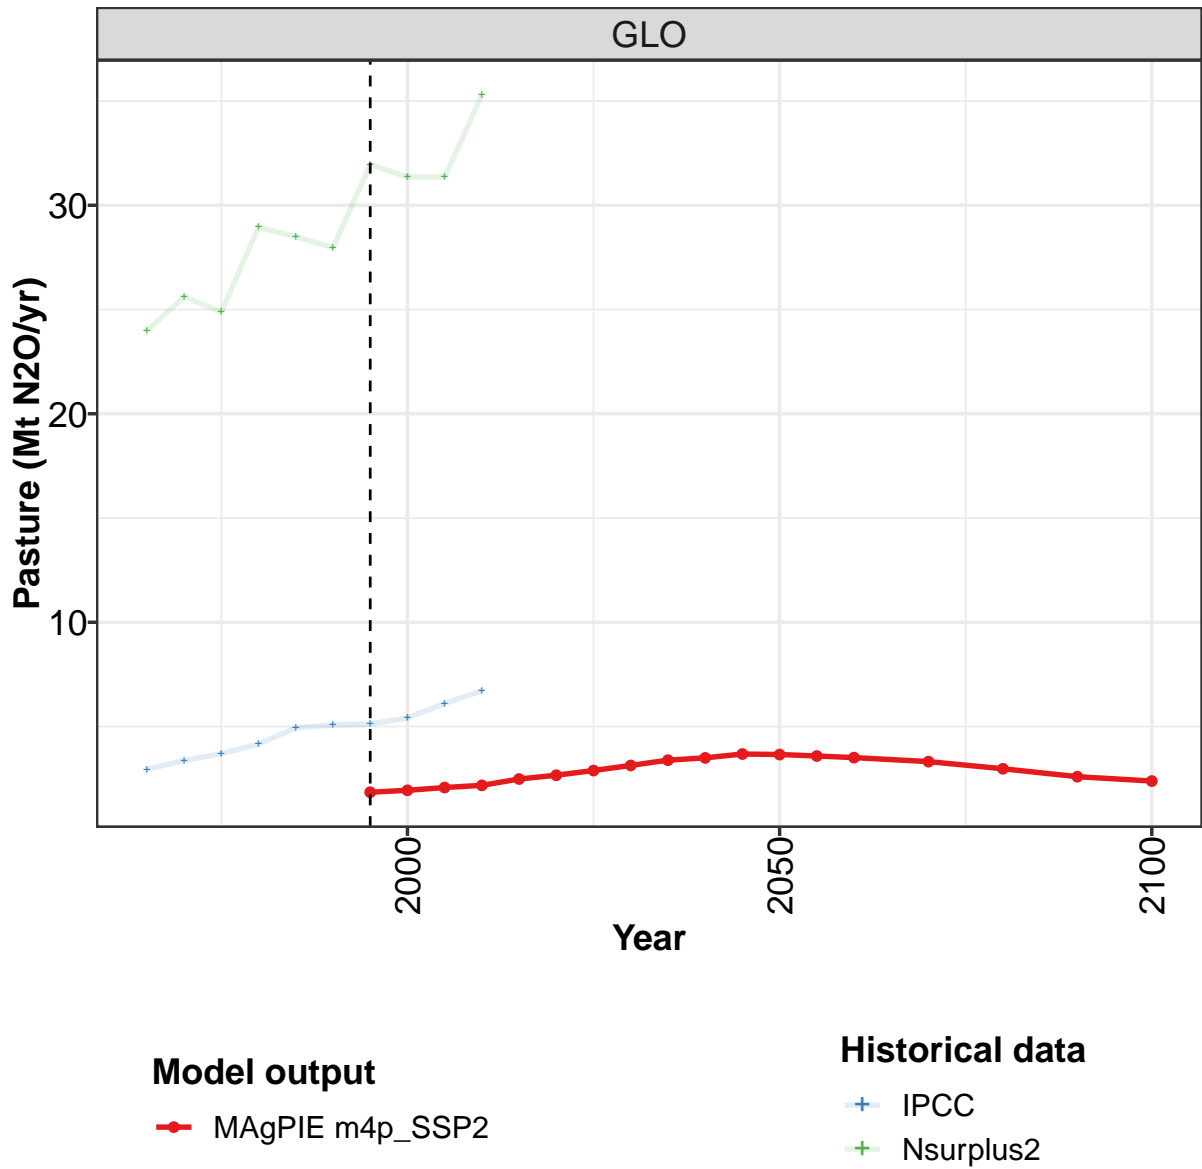 GLO
30
20
10
Pasture (Mt N2O/yr)
2000
2050
2100
Year
Model output
MAgPIE m4p_SSP2
Historical data
IPCC
Nsurplus2